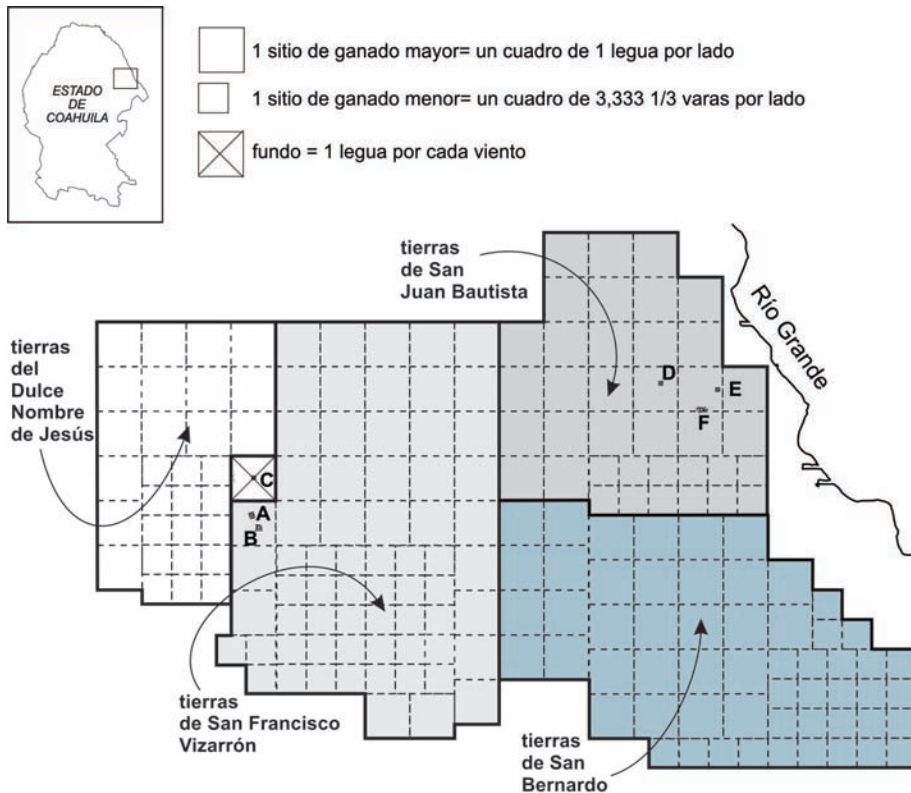 ESTADO
DE
COAHUILA
1 sitio de ganado mayor= un cuadro de 1 legua por lado
1 sitio de ganado menor= un cuadro de 3,333 1/3 varas por lado
fundo = 1 legua por cada viento
tierras
de San
Juan Bautista
Río Grande
tierras
del
Dulce
Nombre
de Jesús
D
E
F
C
A
B
tierras
de San Francisco
Vizarrón
tierras
de San
Bernardo